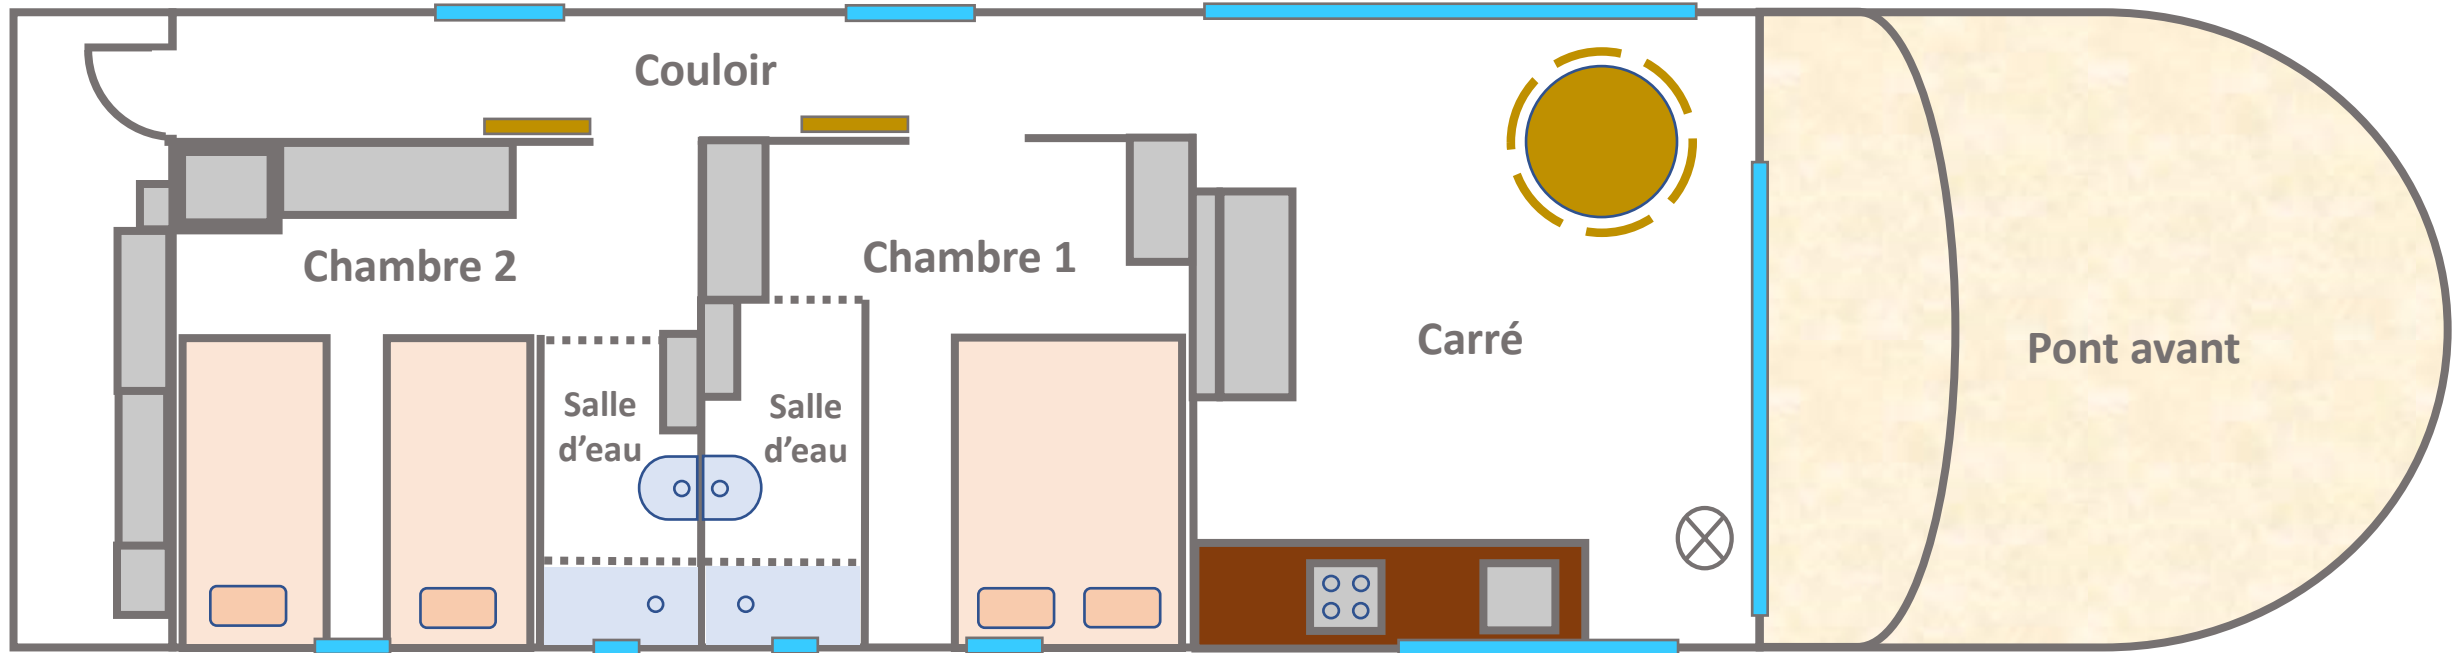 Couloir
Chambre 2
Chambre 1
Salle
d’eau
Salle
d’eau
Carré
Pont avant